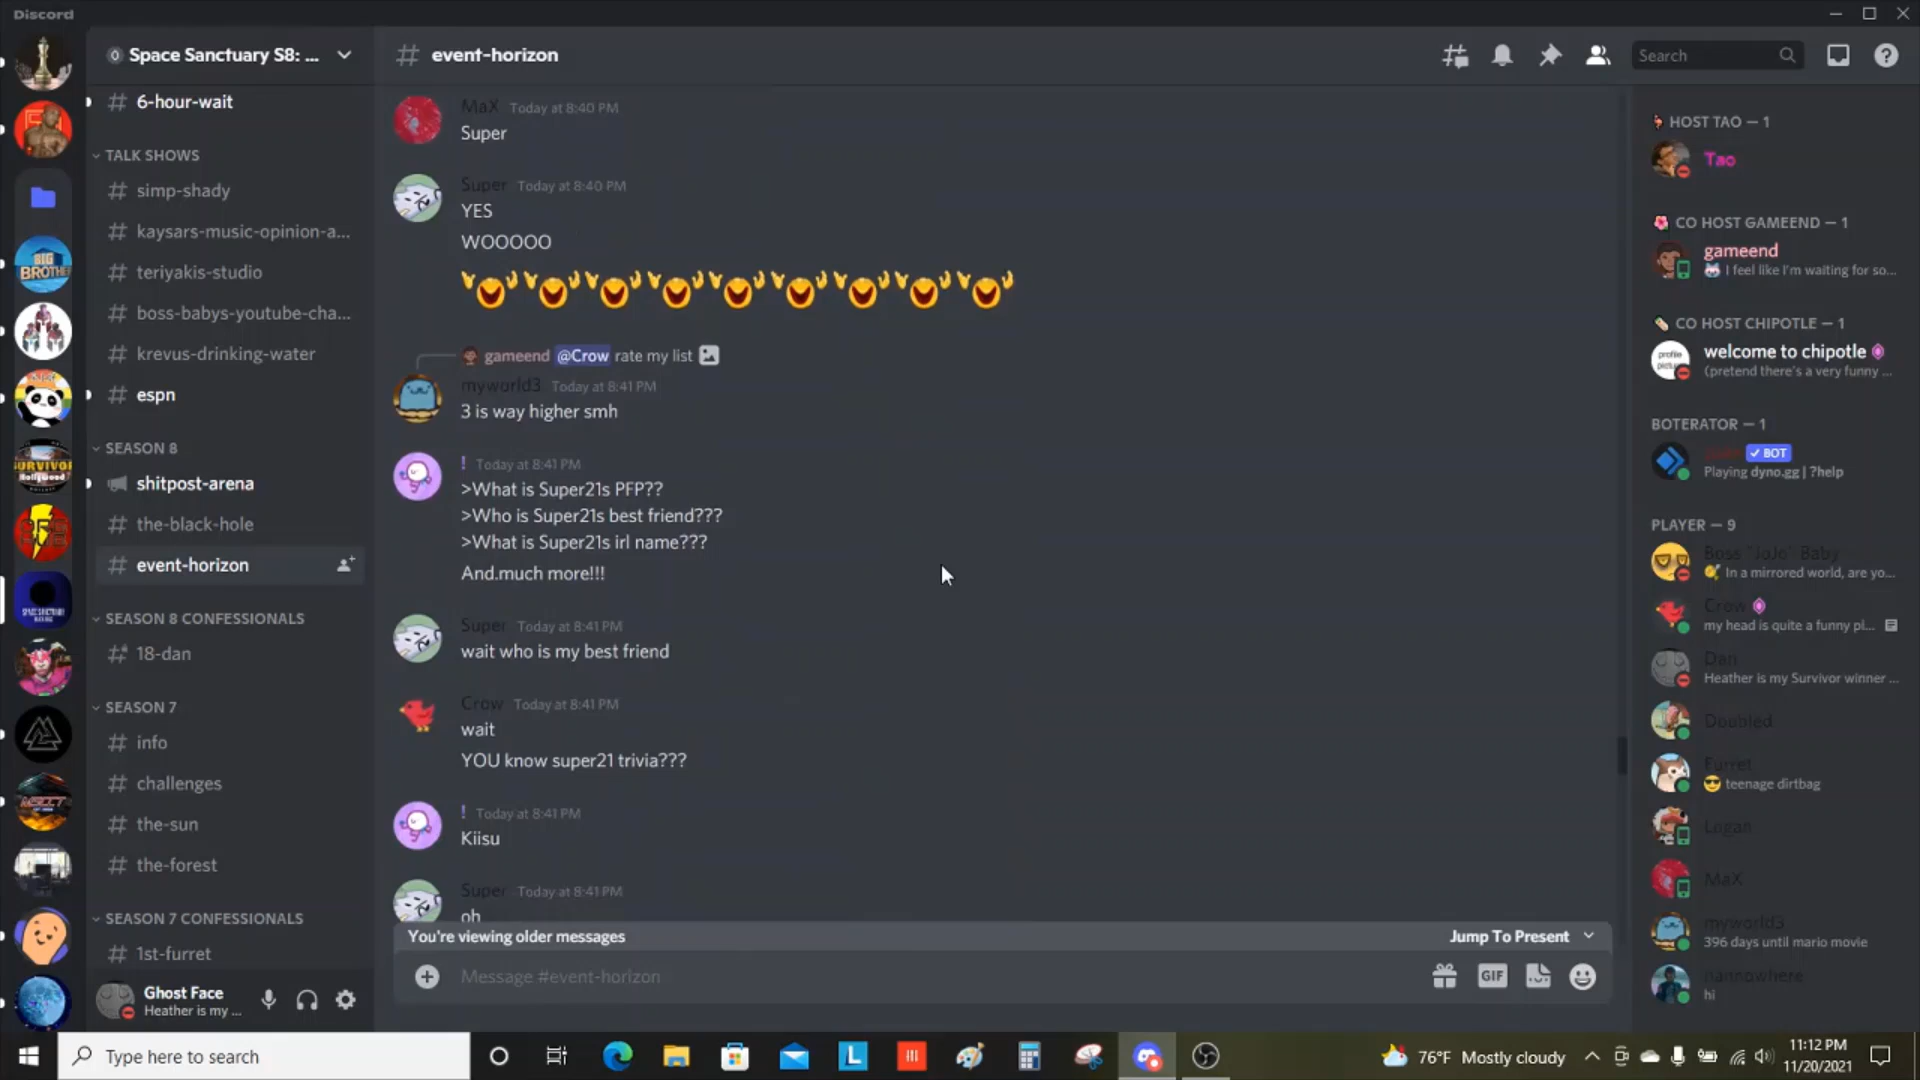 Discord
Space Sanctuary S8: ...
event-horizon
Search
6-hour-wait
TALK SHOWS
simp-shady
kaysars-music-opinion-a...
teriyakis-studio
boss-babys-youtube-cha...
krevus-drinking-water
espn
SEASON 8
shitpost-arena
the-black-hole
event-horizon
SEASON 8 CONFESSIONALS
18-dan
SEASON 7
info
challenges
the-sun
the-forest
SEASON 7 CONFESSIONALS
1st-furret
Ghost Face
Heather is my ...
BIG
BROTHER
SURVIVOR
MaX Today at 8:40 PM
Super
Super Today at 8:40 PM
YES
WOOOOO
gameend @Crow rate my list
myworld3 Today at 8:41 PM
3 is way higher smh
! Today at 8:41 PM
>What is Super21s PFP??
>Who is Super21s best friend???
>What is Super21s irl name???
And.much more!!!
Super Today at 8:41 PM
wait who is my best friend
Crow Today at 8:41 PM
wait
YOU know super21 trivia???
! Today at 8:41 PM
Kiisu
Super Today at 8:41 PM
oh
You're viewing older messages
Jump To Present
Message #event-horizon
GIF
HOST TAO — 1
Tao
CO HOST GAMEEND — 1
gameend
I feel like I'm waiting for so...
CO HOST CHIPOTLE — 1
profile
picture
welcome to chipotle
(pretend there's a very funny ...
BOTERATOR — 1
BOT
Playing dyno.gg | ?help
PLAYER — 9
Boss "JoJo" Baby
In a mirrored world, are yo...
Crow
my head is quite a funny pl...
Dan
Heather is my Survivor winner ...
Doubled
Furret
teenage dirtbag
Logan
MaX
myworld3
396 days until mario movie
nannowhere
hi
Type here to search
L
76°F Mostly cloudy
11:12 PM
11/20/2021